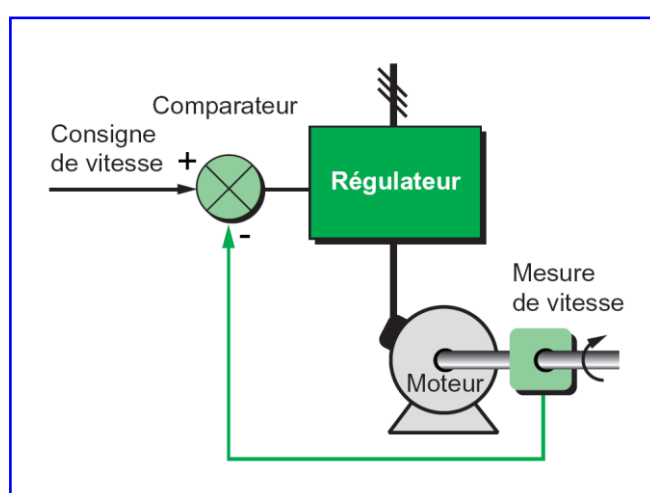 Comparateur
Consigne
de vitesse
+
Régulateur
-
Mesure
de vitesse
Moteur